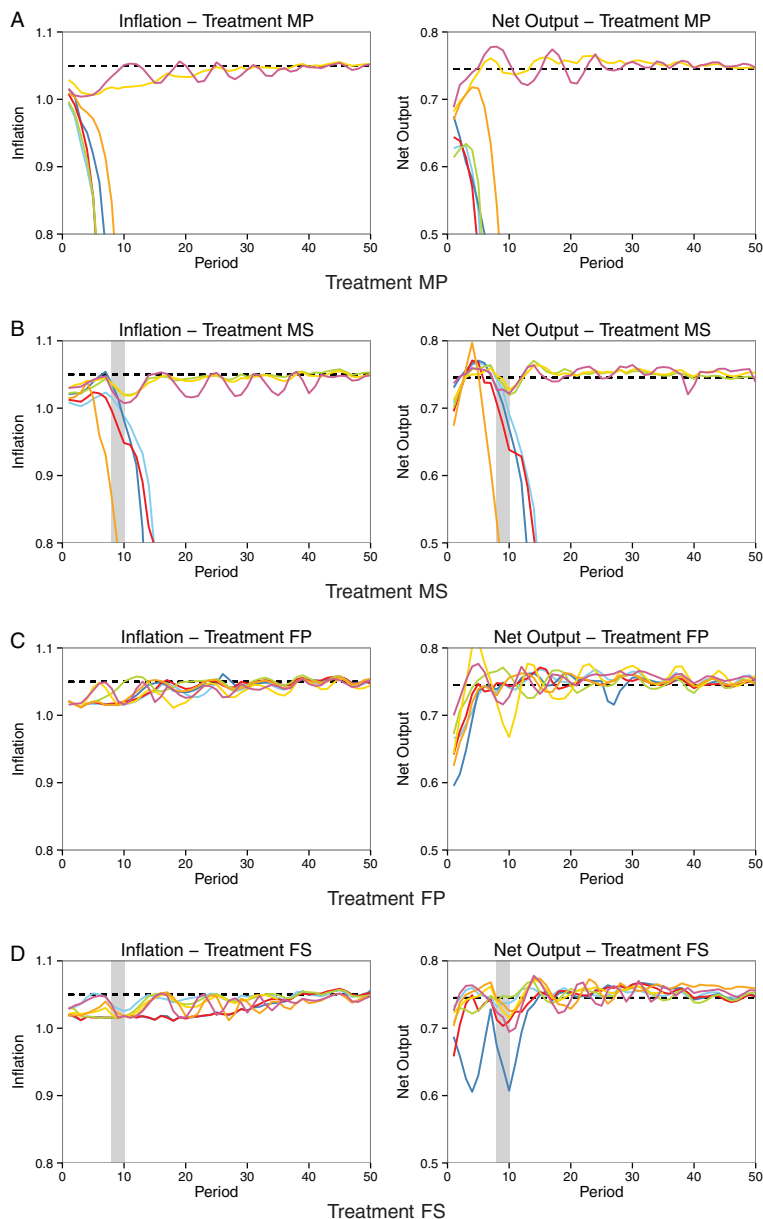 A
Inflation – Treatment MP
Net Output – Treatment MP
1.1
1.0
0.9
0.8
Inflation
0 10 20 30 40 50
Period
0.8
0.7
0.6
0.5
Net Output
0 10 20 30 40 50
Period
Treatment MP
B
Inflation – Treatment MS
Net Output – Treatment MS
1.1
1.0
0.9
0.8
Inflation
0 10 20 30 40 50
Period
0.8
0.7
0.6
0.5
Net Output
0 10 20 30 40 50
Period
Treatment MS
C
Inflation – Treatment FP
Net Output – Treatment FP
1.1
1.0
0.9
0.8
Inflation
0 10 20 30 40 50
Period
0.8
0.7
0.6
0.5
Net Output
0 10 20 30 40 50
Period
Treatment FP
D
Inflation – Treatment FS
Net Output – Treatment FS
1.1
1.0
0.9
0.8
Inflation
0 10 20 30 40 50
Period
0.8
0.7
0.6
0.5
Net Output
0 10 20 30 40 50
Period
Treatment FS